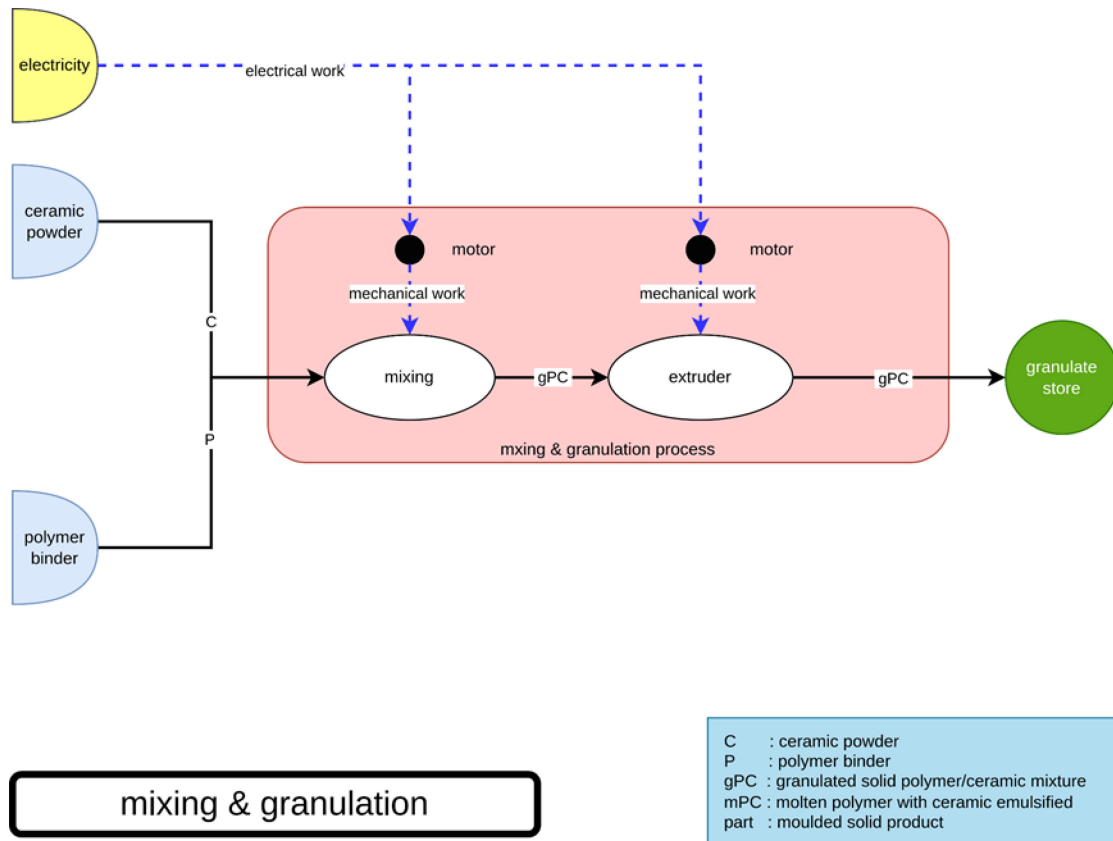 electricity
electrical work
ceramic
powder
motor
motor
mechanical work
mechanical work
C
mixing
gPC
extruder
gPC
granulate
store
P
mxing & granulation process
polymer
binder
mixing & granulation
C : ceramic powder
P : polymer binder
gPC : granulated solid polymer/ceramic mixture
mPC : molten polymer with ceramic emulsified
part : moulded solid product